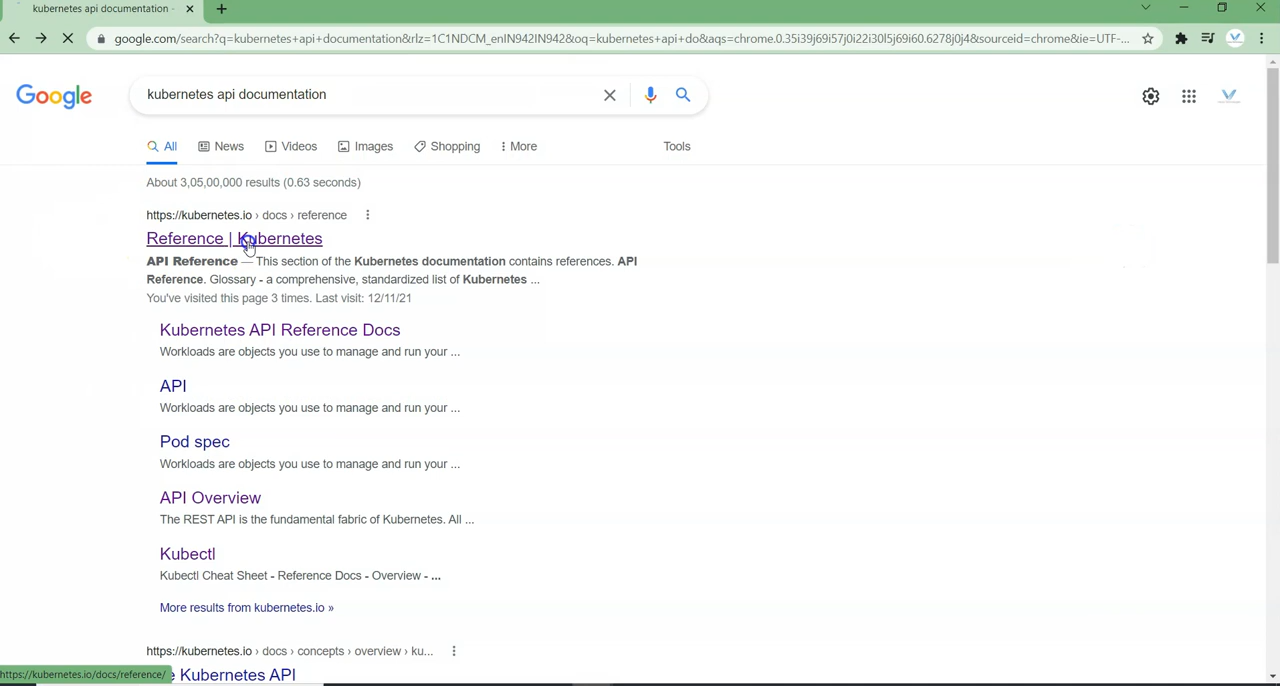 kubernetes api documentation -
google.com/search?q=kubernetes+api+documentation&rlz=1C1NDCM_enIN942IN942&oq=kubernetes+api+do&aqs=chrome.0.35i39j69i57j0i22i30l5j69i60.6278j0j4&sourceid=chrome&ie=UTF-...
Google
kubernetes api documentation
All News Videos Images Shopping More Tools
About 3,05,00,000 results (0.63 seconds)
https://kubernetes.io › docs › reference
Reference | Kubernetes
API Reference — This section of the Kubernetes documentation contains references. API
Reference. Glossary - a comprehensive, standardized list of Kubernetes ...
You've visited this page 3 times. Last visit: 12/11/21
Kubernetes API Reference Docs
Workloads are objects you use to manage and run your ...
API
Workloads are objects you use to manage and run your ...
Pod spec
Workloads are objects you use to manage and run your ...
API Overview
The REST API is the fundamental fabric of Kubernetes. All ...
Kubectl
Kubectl Cheat Sheet - Reference Docs - Overview - ...
More results from kubernetes.io »
https://kubernetes.io › docs › concepts › overview › ku...
e Kubernetes API
https://kubernetes.io/docs/reference/